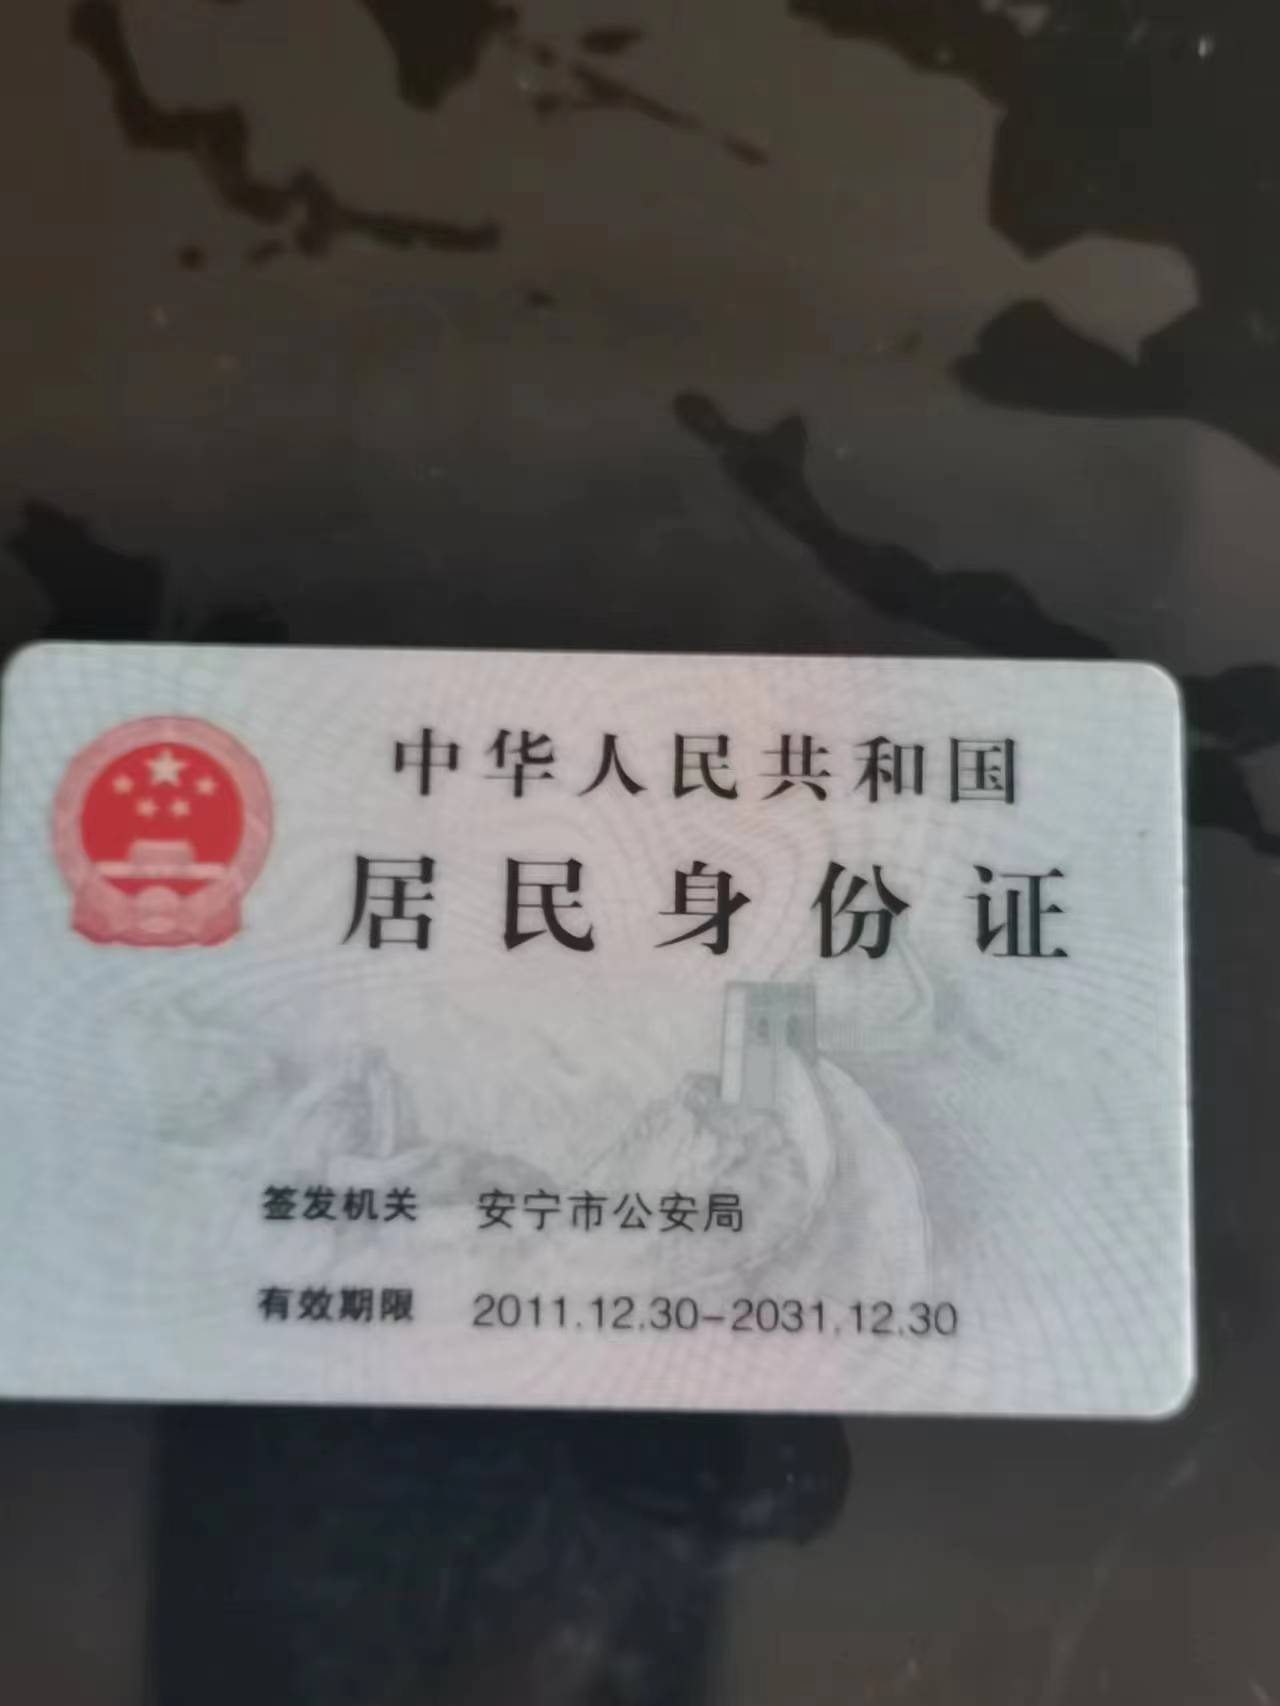 中华人民共和国
居民身份证
签发机关 安宁市公安局
有效期限 2011.12.30-2031.12.30